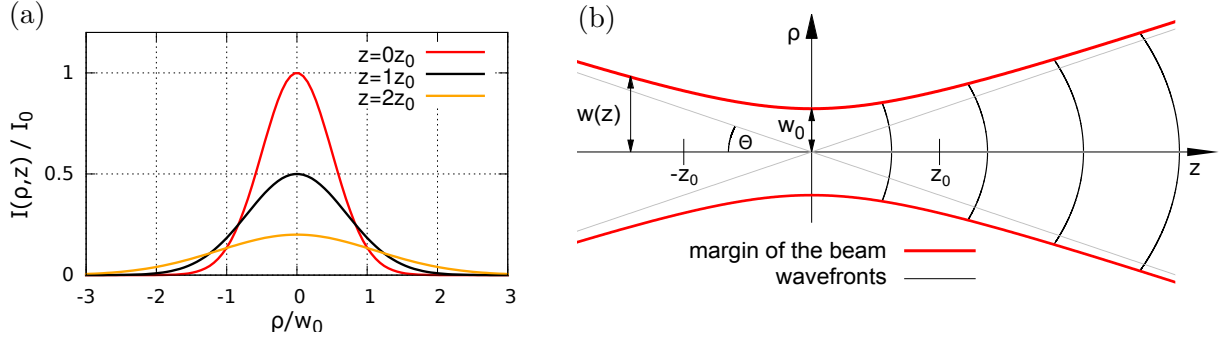 (a)
I(ρ,z) / I₀
1
0.5
0
-3
-2
-1
0
1
2
3
ρ/w₀
z=0z₀
z=1z₀
z=2z₀
(b)
ρ
w(z)
w₀
Θ
-z₀
z₀
z
margin of the beam
wavefronts